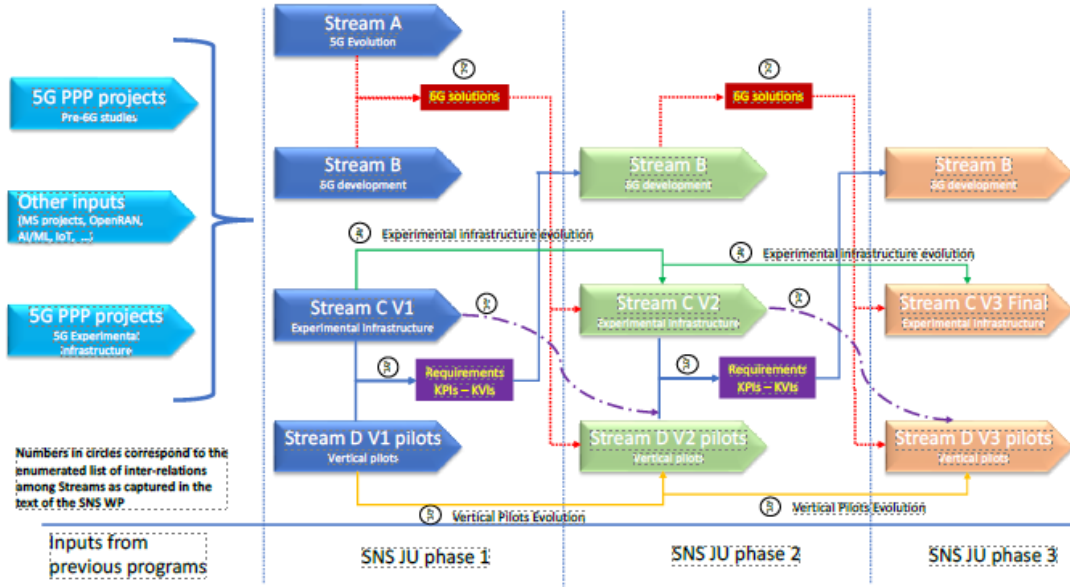 Stream A
5G Evolution
6G solutions
6G solutions
5G PPP projects
Pre-6G studies
Stream B
6G development
Stream B
6G development
Stream B
6G development
Other inputs
(MS projects, OpenRAN,
AI/ML, IoT, ...)
Experimental infrastructure evolution
Experimental infrastructure evolution
5G PPP projects
5G Experimental
Infrastructure
Stream C V1
Experimental Infrastructure
Stream C V2
Experimental Infrastructure
Stream C V3 Final
Experimental Infrastructure
Requirements
KPIs – KVIs
Requirements
KPIs – KVIs
Stream D V1 pilots
Vertical pilots
Stream D V2 pilots
Vertical pilots
Stream D V3 pilots
Vertical pilots
Numbers in circles correspond to the
enumerated list of inter-relations
among Streams as captured in the
text of the SNS WP
Vertical Pilots Evolution
Vertical Pilots Evolution
Inputs from
previous programs
SNS JU phase 1
SNS JU phase 2
SNS JU phase 3